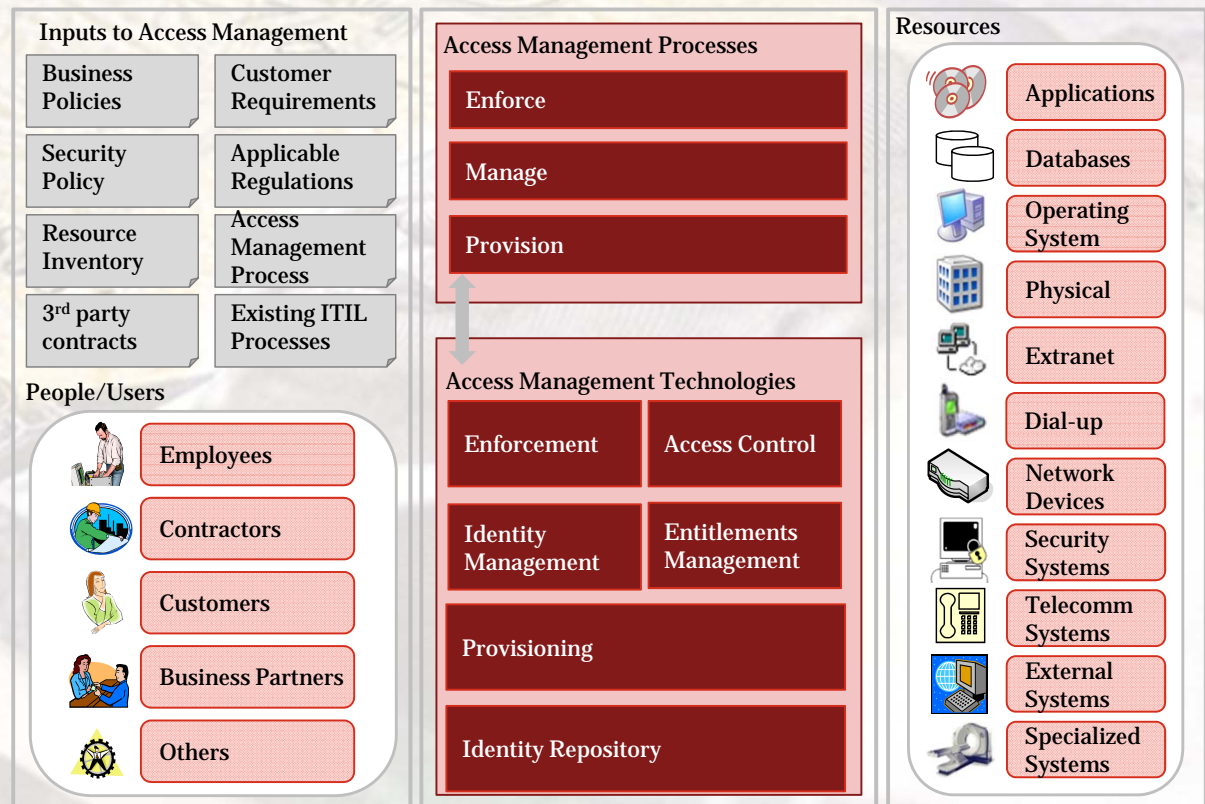 Inputs to Access Management
Business
Policies
Customer
Requirements
Security
Policy
Applicable
Regulations
Resource
Inventory
Access
Management
Process
3rd party
contracts
Existing ITIL
Processes
People/Users
Employees
Contractors
Customers
Business Partners
Others
Access Management Processes
Enforce
Manage
Provision
Access Management Technologies
Enforcement
Access Control
Identity
Management
Entitlements
Management
Provisioning
Identity Repository
Resources
Applications
Databases
Operating
System
Physical
Extranet
Dial-up
Network
Devices
Security
Systems
Telecomm
Systems
External
Systems
Specialized
Systems